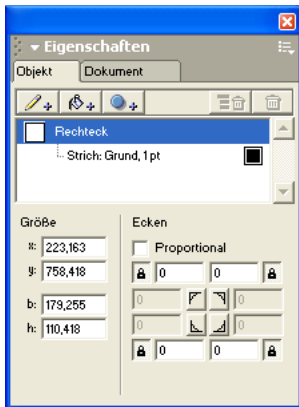 Eigenschaften
Objekt Dokument
Rechteck
Strich: Grund, 1 pt
Größe Ecken
x: 223,163 Proportional
y: 758,418 0 0
b: 179,255 0 0
h: 110,418 0 0
0 0